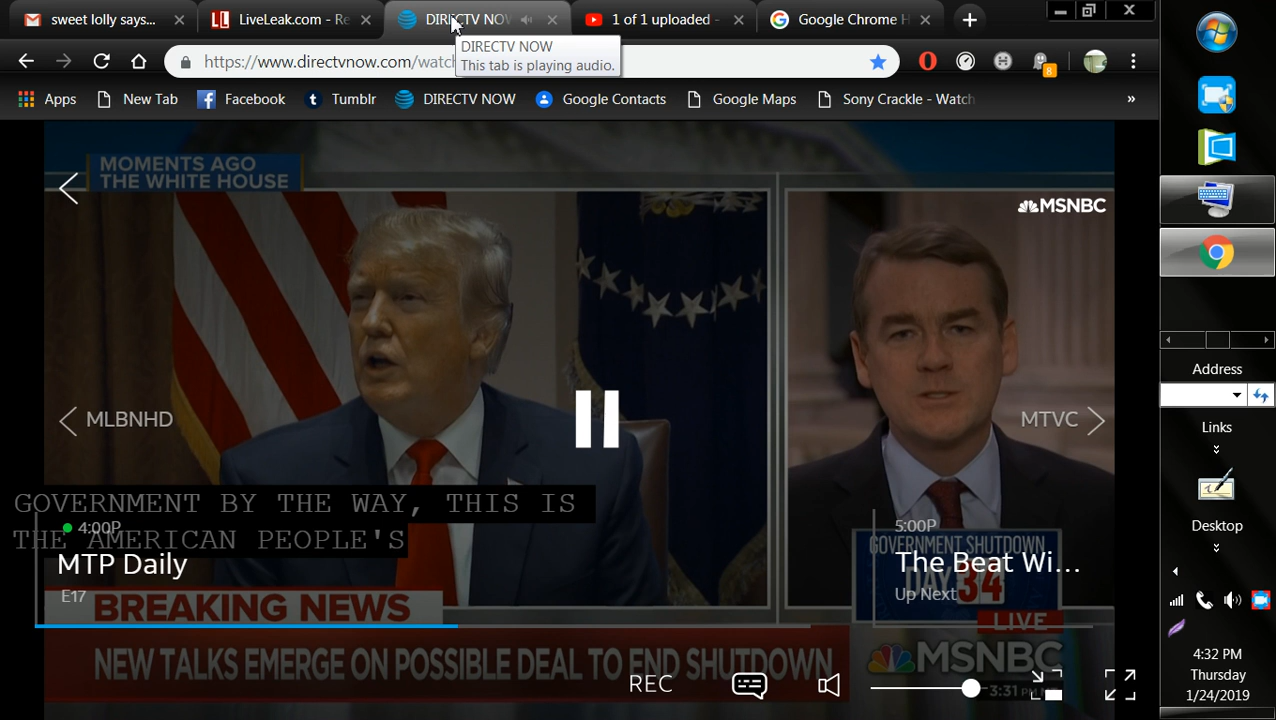 sweet lolly says...
LiveLeak.com - Re
DIRECTV NOW
1 of 1 uploaded -
Google Chrome H
DIRECTV NOW
This tab is playing audio.
https://www.directvnow.com/watc
8
Apps
New Tab
Facebook
Tumblr
DIRECTV NOW
Google Contacts
Google Maps
Sony Crackle - Watch
»
MOMENTS AGO
THE WHITE HOUSE
MSNBC
MLBNHD
MTVC
GOVERNMENT BY THE WAY, THIS IS
THE AMERICAN PEOPLE'S
4:00P
MTP Daily
E17
5:00P
GOVERNMENT SHUTDOWN
The Beat Wi...
DAY 34
Up Next
BREAKING NEWS
LIVE
NEW TALKS EMERGE ON POSSIBLE DEAL TO END SHUTDOWN
MSNBC
REC
3:31 PM
Address
Links
Desktop
4:32 PM
Thursday
1/24/2019